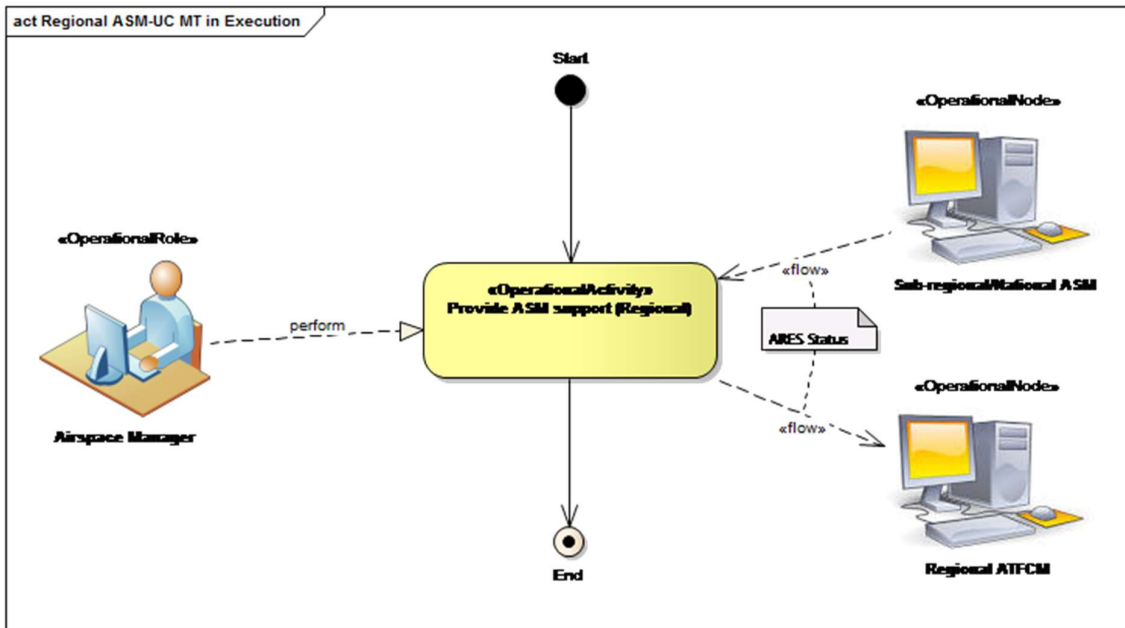 act Regional ASM-UC MT in Execution
Start
«OperationalNode»
«OperationalRole»
«flow»
Sub-regional/National ASM
«OperationalActivity»
Provide ASM support (Regional)
perform
ARES Status
«OperationalNode»
Airspace Manager
«flow»
Regional ATFCM
End